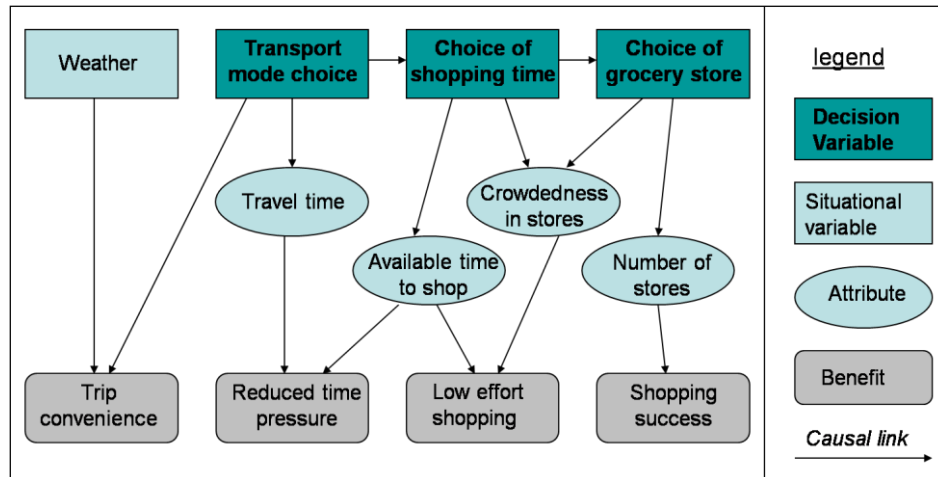 Weather
Transport
mode choice
Choice of
shopping time
Choice of
grocery store
Travel time
Crowdedness
in stores
Available time
to shop
Number of
stores
Trip
convenience
Reduced time
pressure
Low effort
shopping
Shopping
success
legend
Decision
Variable
Situational
variable
Attribute
Benefit
Causal link